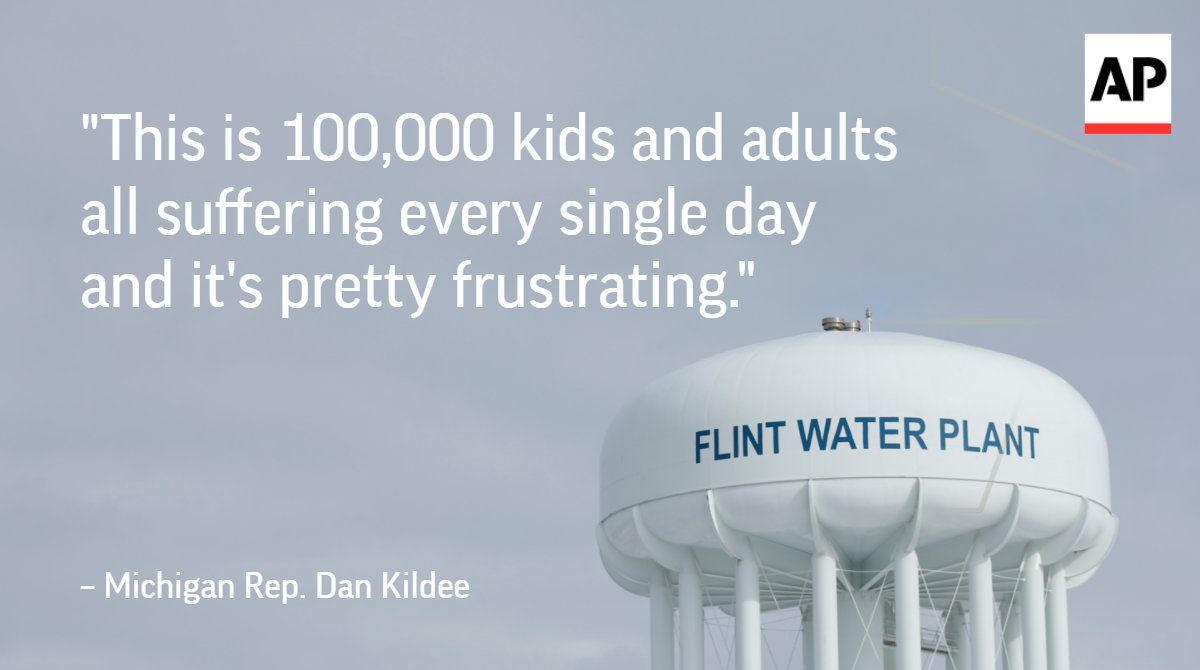 AP
"This is 100,000 kids and adults
all suffering every single day
and it's pretty frustrating."
FLINT WATER PLANT
– Michigan Rep. Dan Kildee